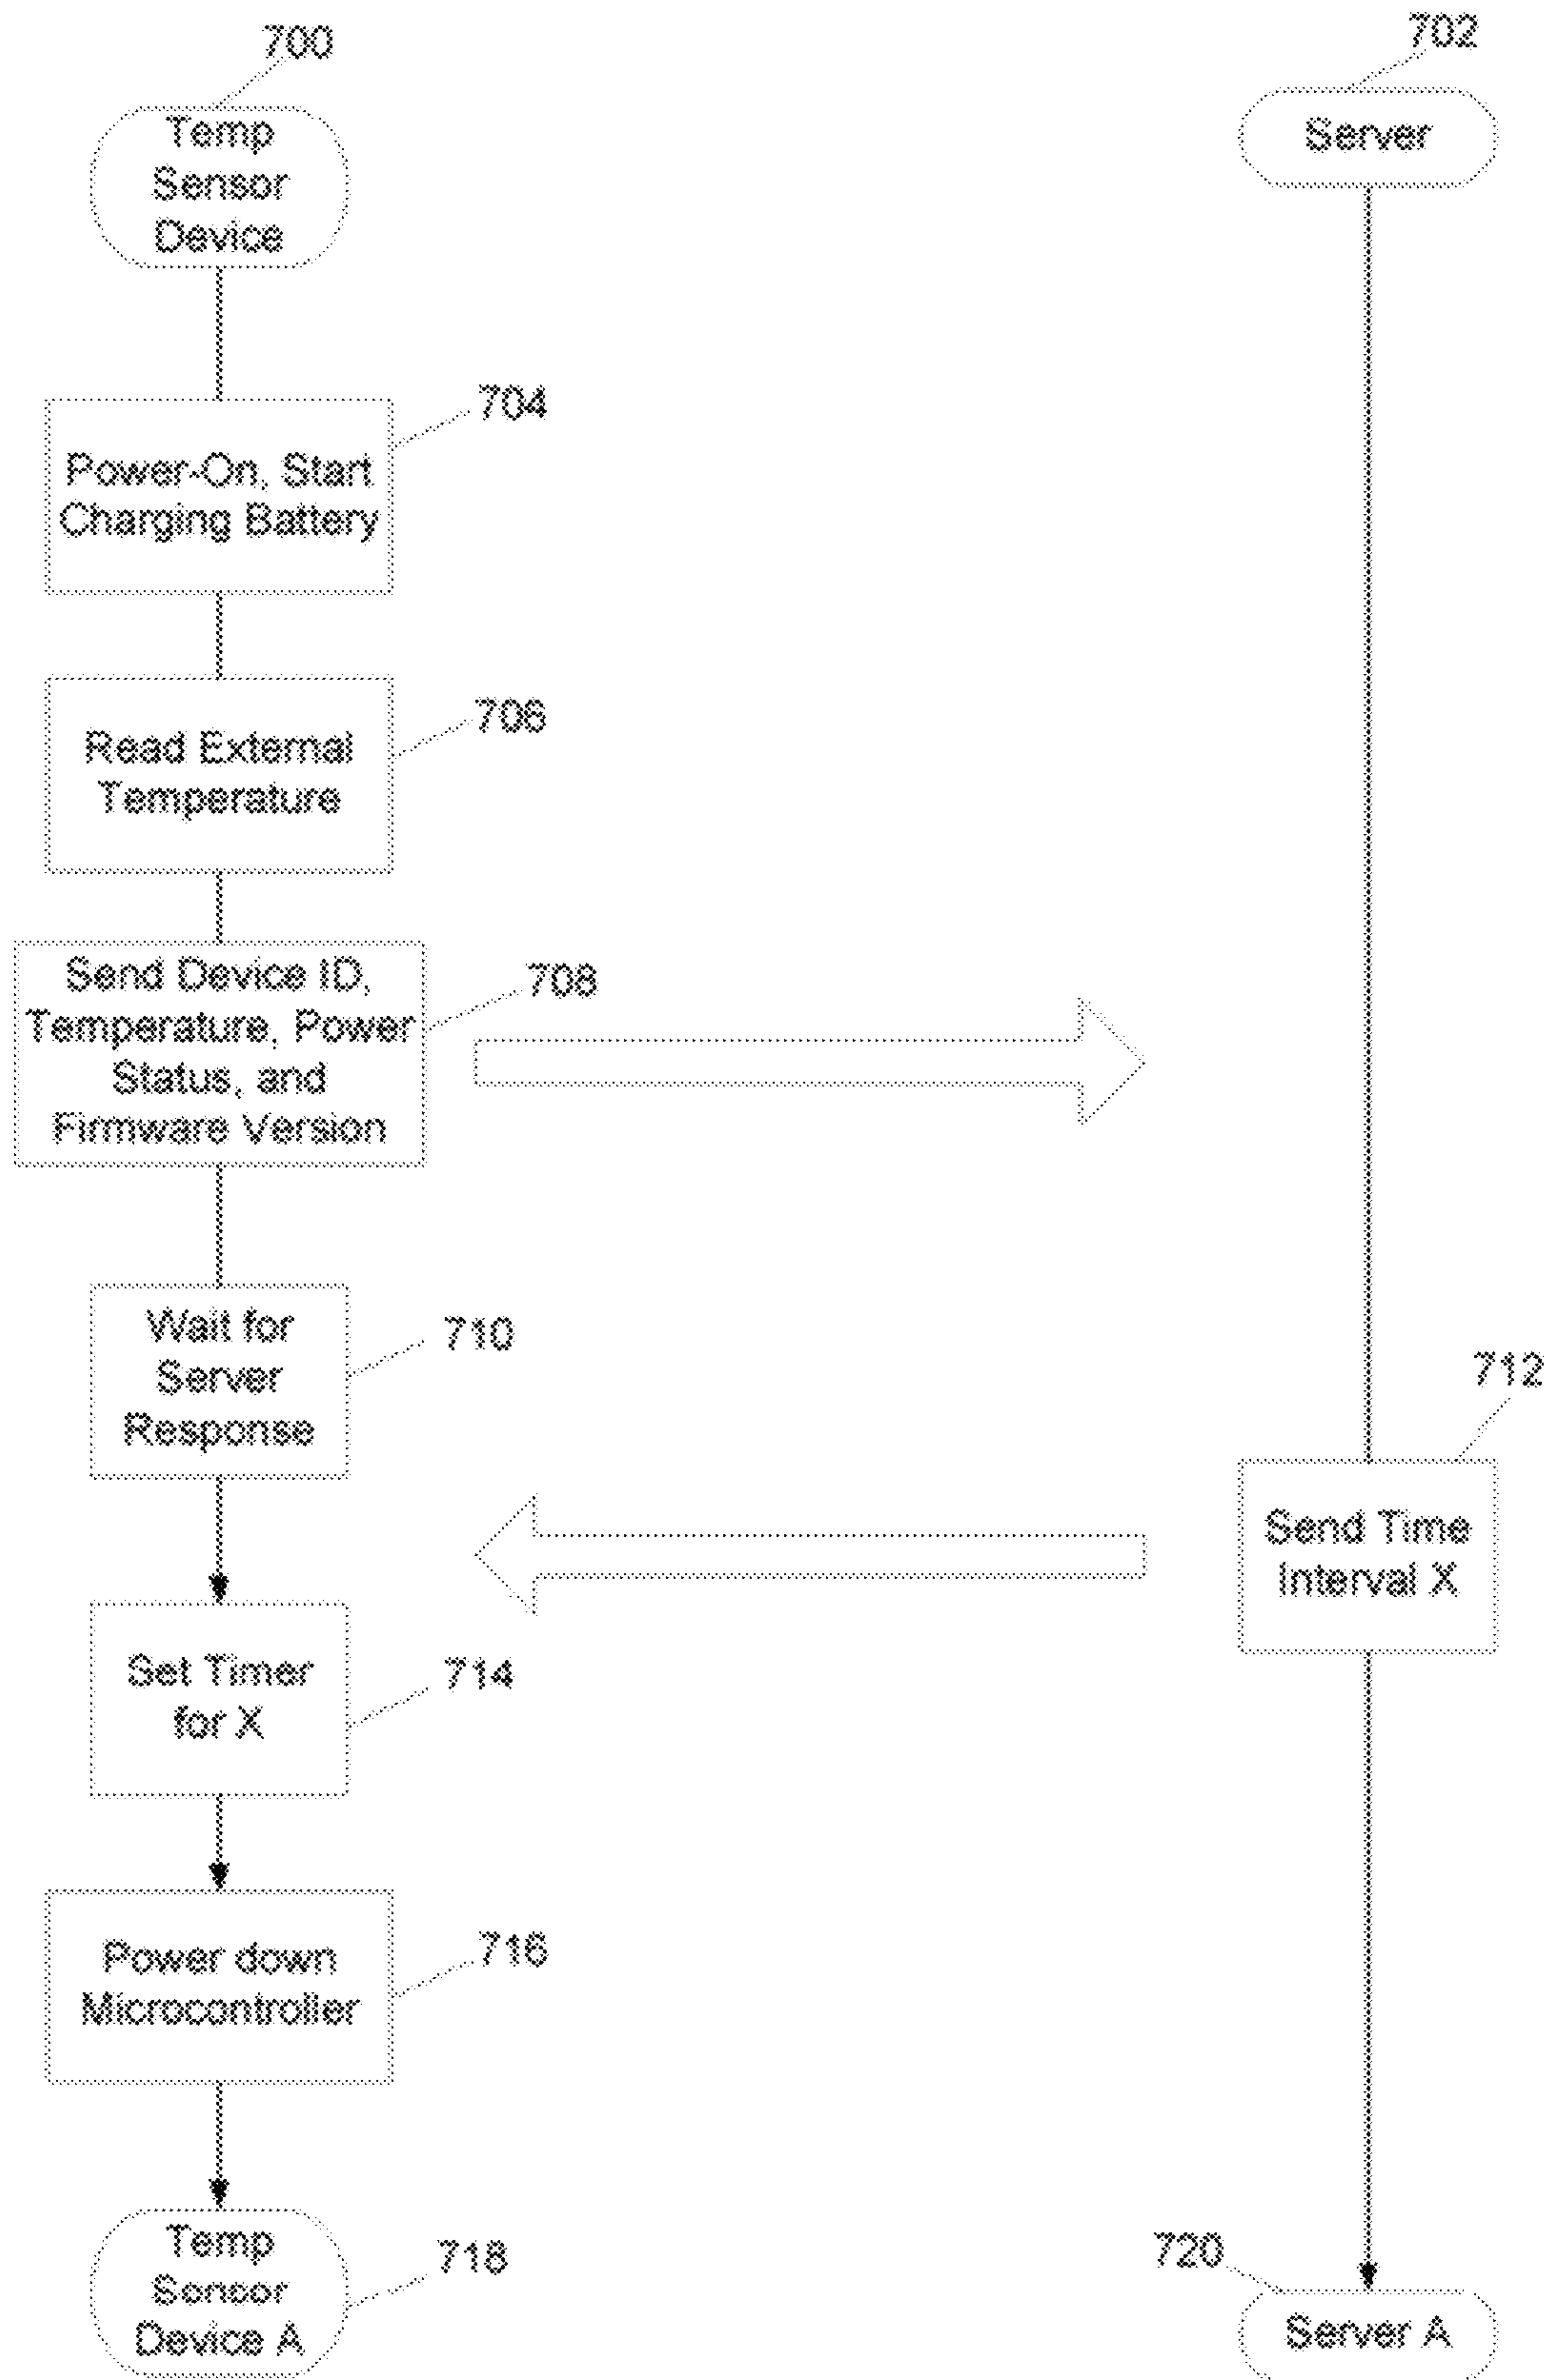 700
702
Temp
Sensor
Device
Server
704
Power-On, Start
Charging Battery
706
Read External
Temperature
708
Send Device ID,
Temperature, Power
Status, and
Firmware Version
710
Wait for
Server
Response
712
Send Time
Interval X
714
Set Timer
for X
716
Power down
Microcontroller
718
Temp
Sensor
Device A
720
Server A